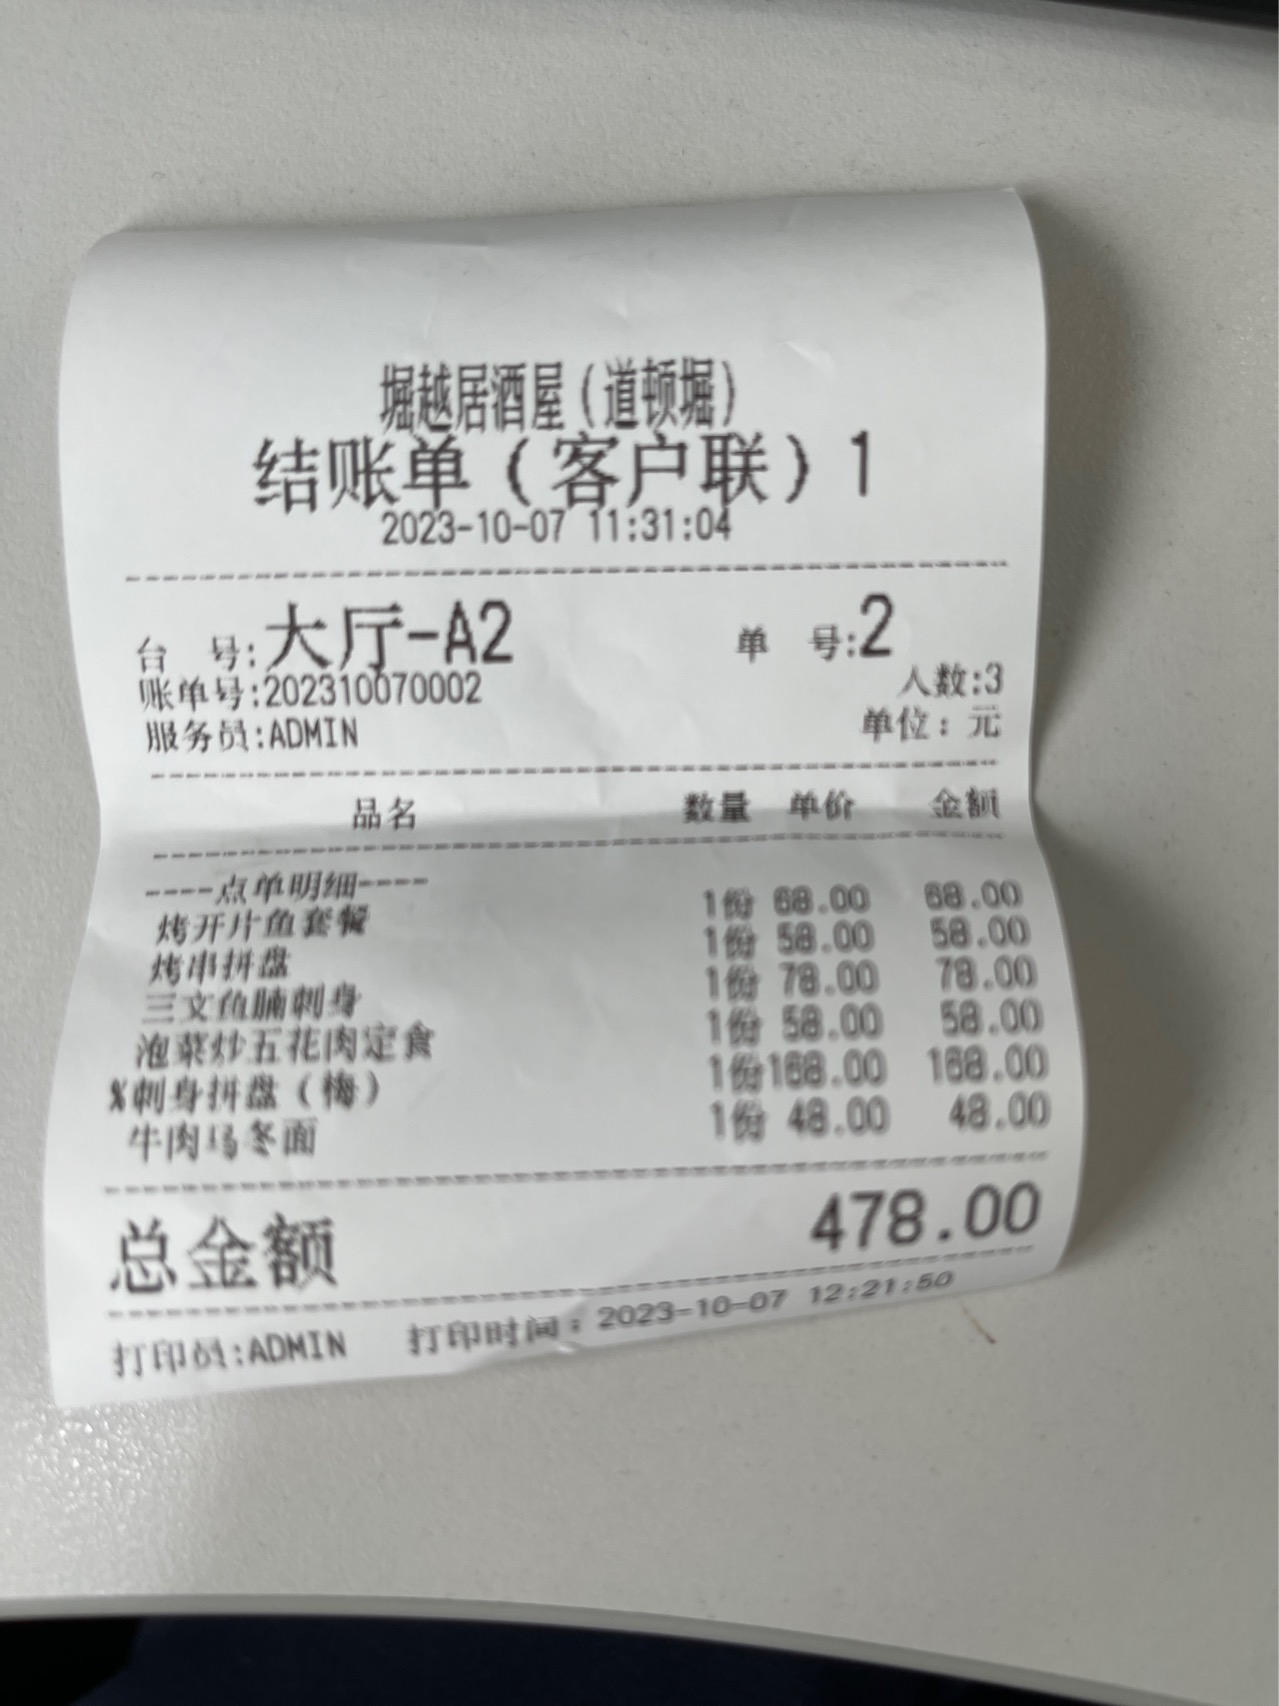 堀越居酒屋（道顿堀）
结账单（客户联）1
2023-10-07 11:31:04
台 号:大厅-A2 单 号:2
账单号:202310070002 人数:3
服务员:ADMIN 单位：元
品名 数量 单价 金额
----点单明细----
烤开片鱼套餐 1份 68.00 68.00
烤串拼盘 1份 58.00 58.00
三文鱼腩刺身 1份 78.00 78.00
泡菜炒五花肉定食 1份 58.00 58.00
%刺身拼盘（梅） 1份168.00 168.00
牛肉乌冬面 1份 48.00 48.00
总金额 478.00
打印员:ADMIN 打印时间：2023-10-07 12:21:50